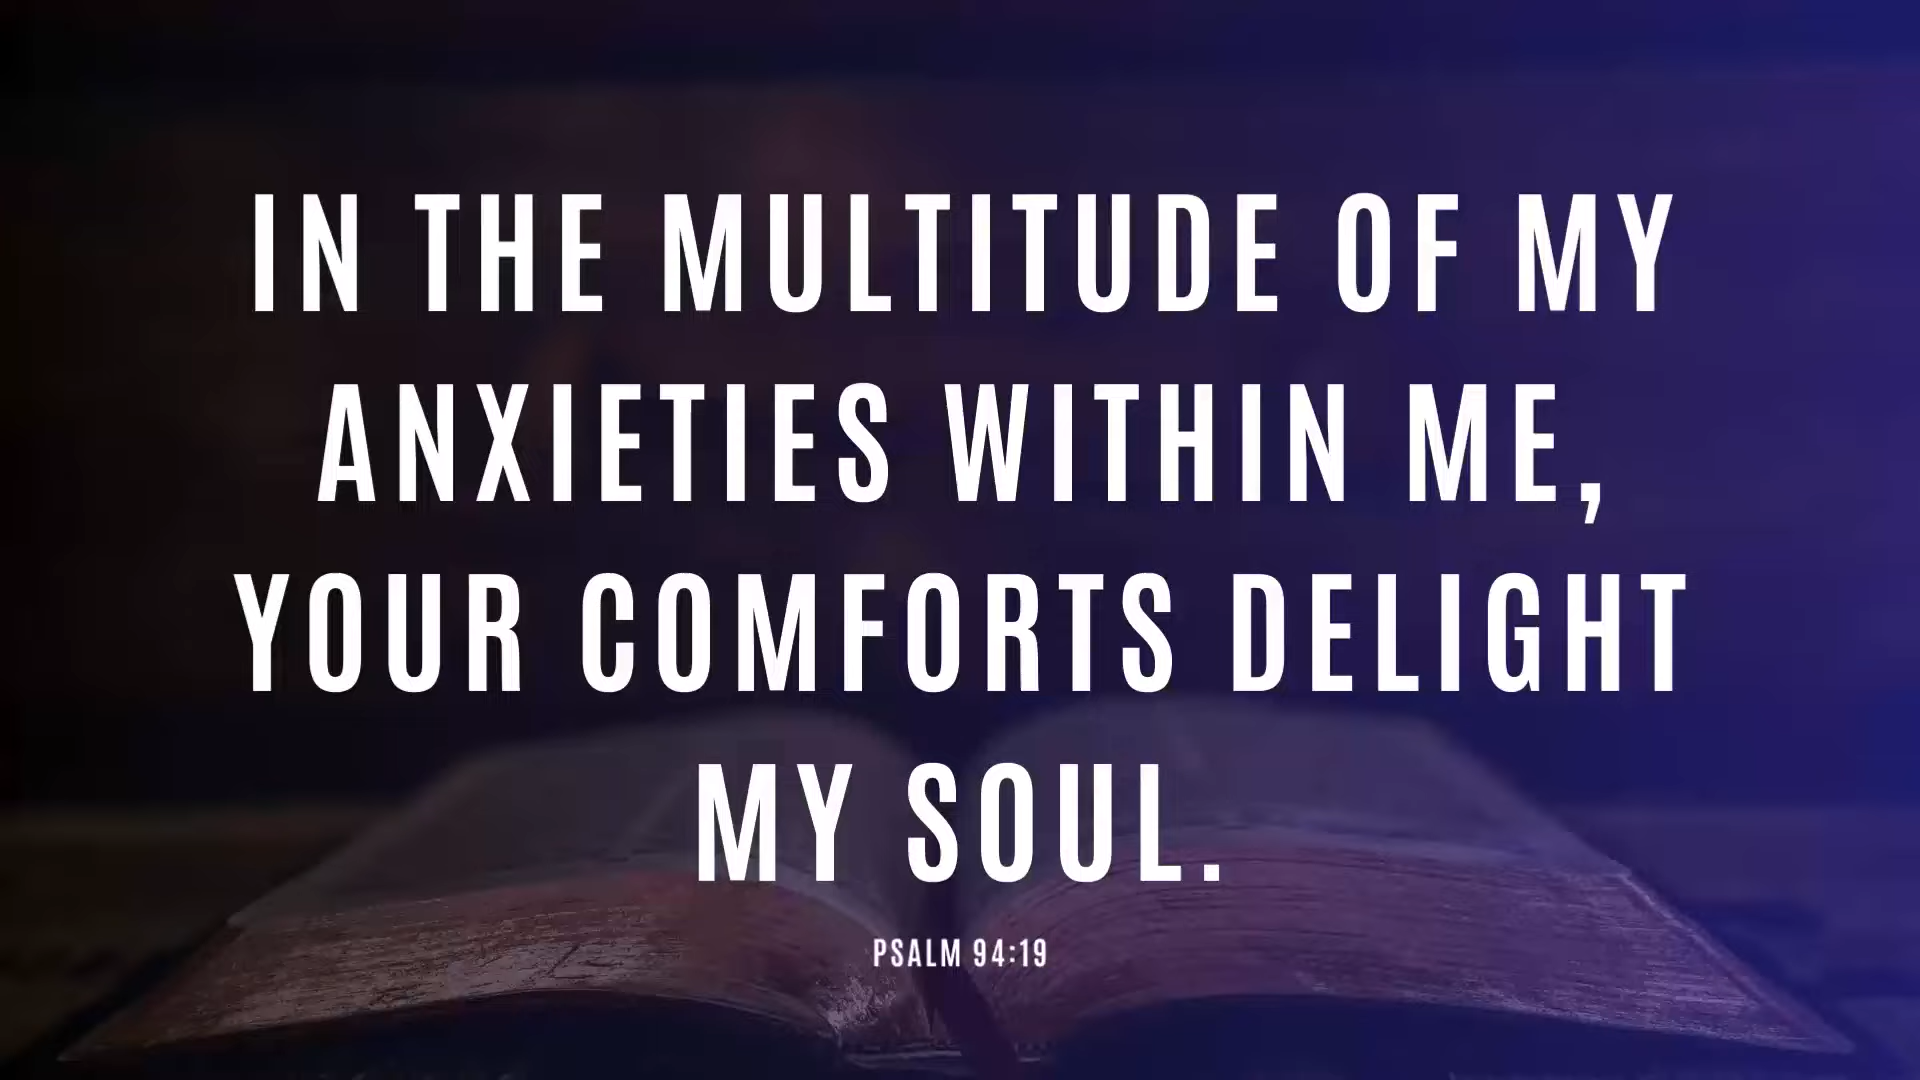 IN THE MULTITUDE OF MY
ANXIETIES WITHIN ME,
YOUR COMFORTS DELIGHT
MY SOUL.
PSALM 94:19